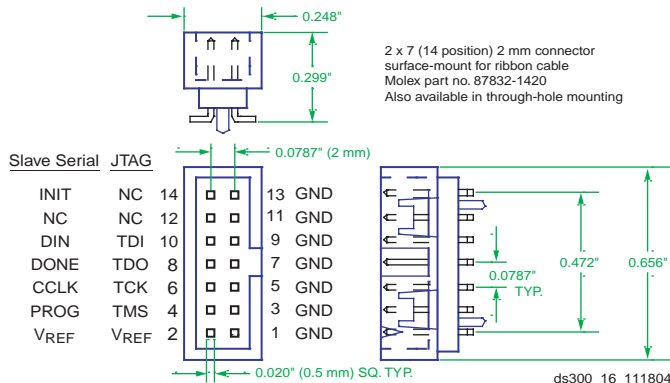 0.248"
0.299"
2 x 7 (14 position) 2 mm connector
surface-mount for ribbon cable
Molex part no. 87832-1420
Also available in through-hole mounting
0.0787" (2 mm)
Slave Serial JTAG
INIT NC 14 13 GND
NC NC 12 11 GND
DIN TDI 10 9 GND
DONE TDO 8 7 GND
CCLK TCK 6 5 GND
PROG TMS 4 3 GND
VREF VREF 2 1 GND
0.020" (0.5 mm) SQ. TYP.
0.0787"
TYP.
0.472"
0.656"
ds300_16_111804